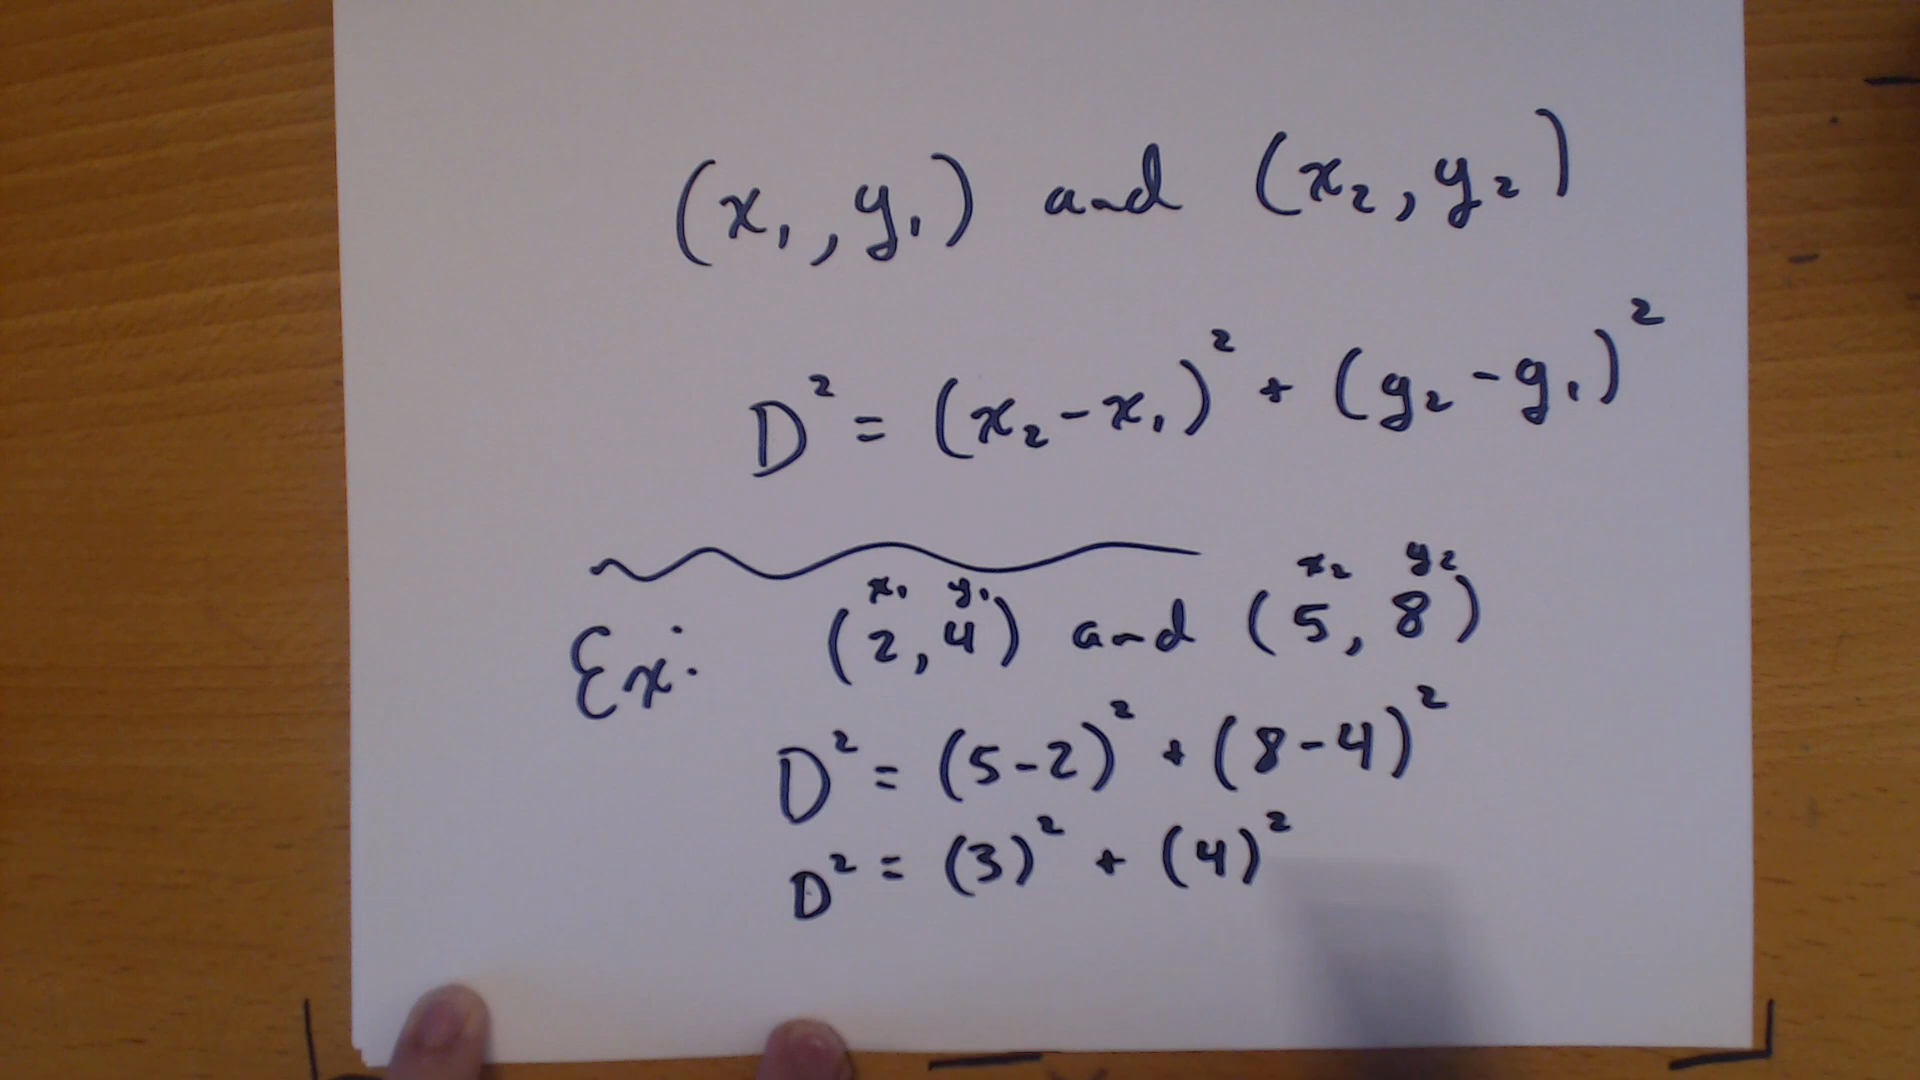 (x₁, y₁) and (x₂, y₂)
D² = (x₂ - x₁)² + (y₂ - y₁)²
x₁ y₁ x₂ y₂
Ex: (2, 4) and (5, 8)
D² = (5-2)² + (8-4)²
D² = (3)² + (4)²